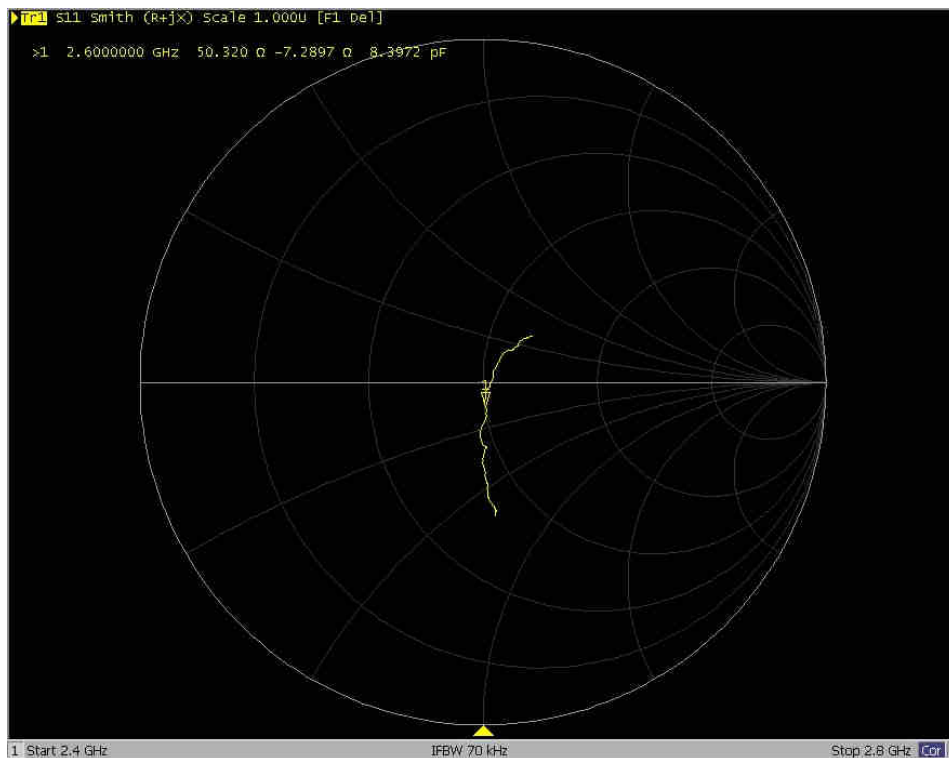 Tr1 S11 Smith (R+jX) Scale 1.000U [F1 Del]
>1 2.6000000 GHz 50.320 Ω -7.2897 Ω 8.3972 pF
1
1 Start 2.4 GHz IFBW 70 kHz Stop 2.8 GHz Cor